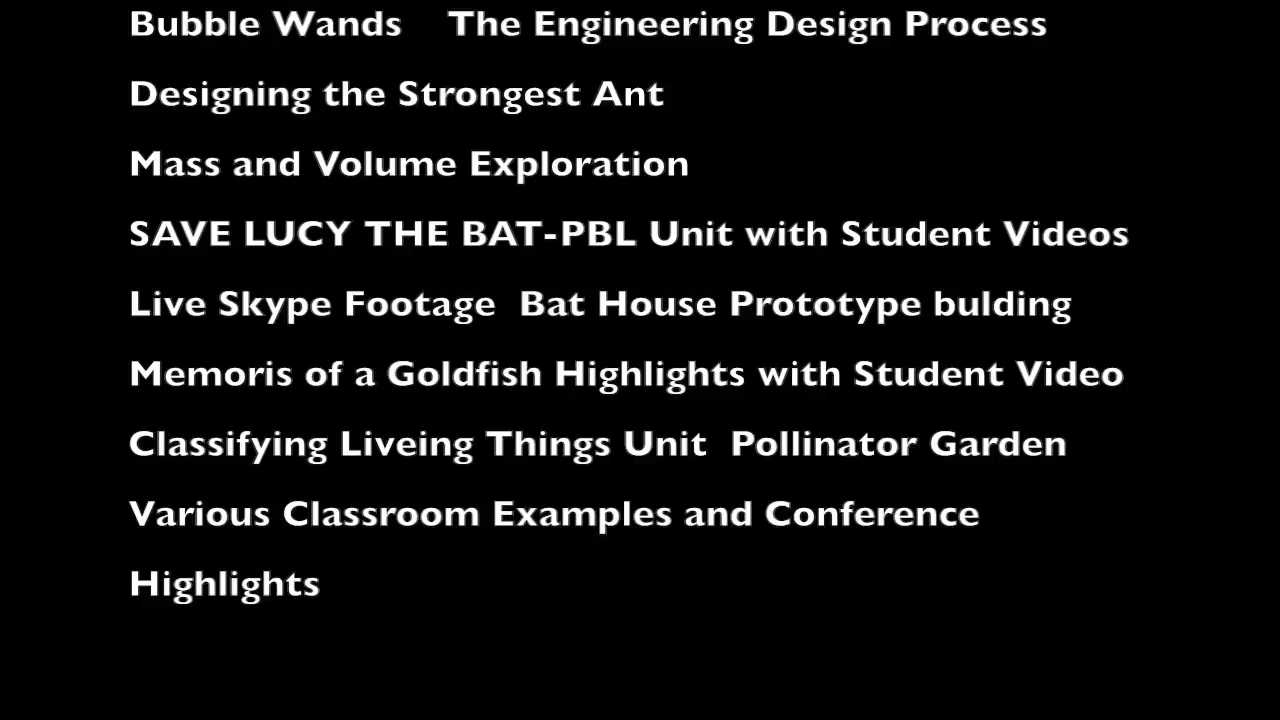 Bubble Wands    The Engineering Design Process
Designing the Strongest Ant
Mass and Volume Exploration
SAVE LUCY THE BAT-PBL Unit with Student Videos
Live Skype Footage  Bat House Prototype bulding
Memoris of a Goldfish Highlights with Student Video
Classifying Liveing Things Unit  Pollinator Garden
Various Classroom Examples and Conference
Highlights